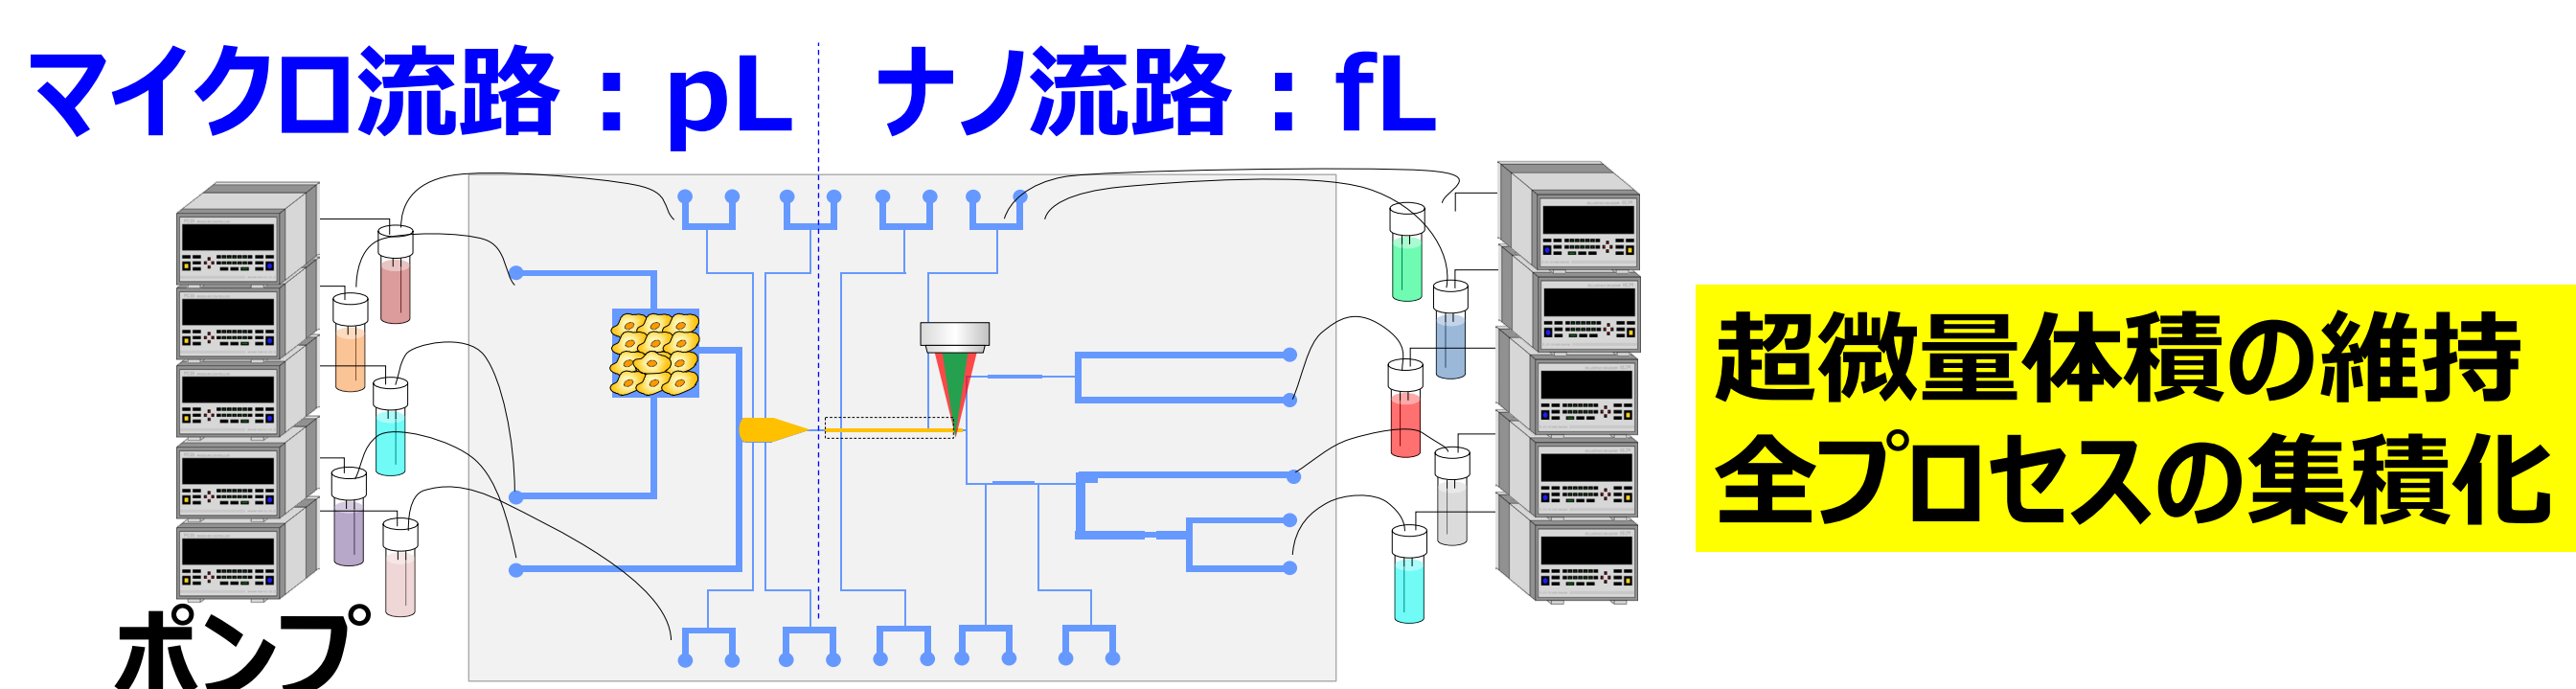 マイクロ流路：pL
ナノ流路：fL
超微量体積の維持
全プロセスの集積化
ポンプ